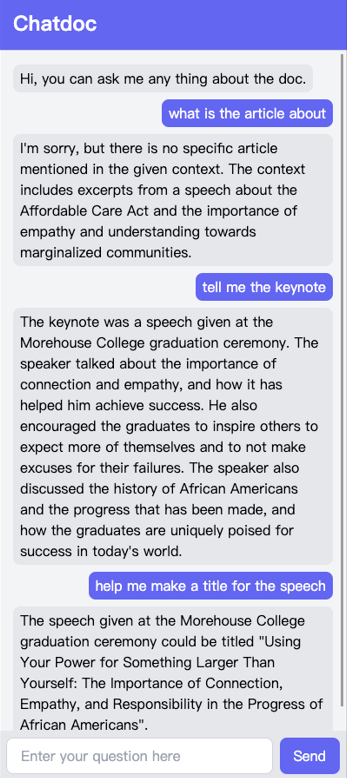 Chatdoc
Hi, you can ask me any thing about the doc.
what is the article about
I'm sorry, but there is no specific article
mentioned in the given context. The context
includes excerpts from a speech about the
Affordable Care Act and the importance of
empathy and understanding towards
marginalized communities.
tell me the keynote
The keynote was a speech given at the
Morehouse College graduation ceremony. The
speaker talked about the importance of
connection and empathy, and how it has
helped him achieve success. He also
encouraged the graduates to inspire others to
expect more of themselves and to not make
excuses for their failures. The speaker also
discussed the history of African Americans
and the progress that has been made, and
how the graduates are uniquely poised for
success in today's world.
help me make a title for the speech
The speech given at the Morehouse College
graduation ceremony could be titled "Using
Your Power for Something Larger Than
Yourself: The Importance of Connection,
Empathy, and Responsibility in the Progress of
African Americans".
Enter your question here
Send